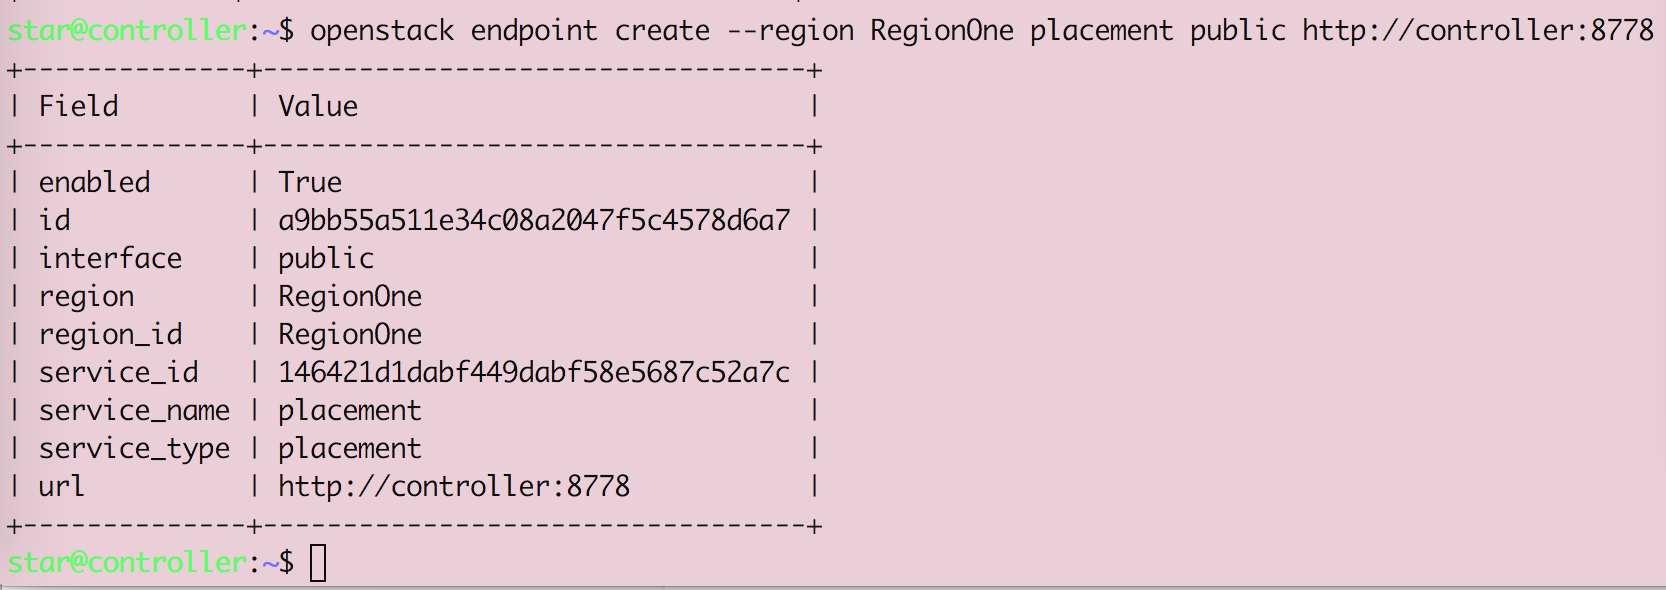 star@controller:~$ openstack endpoint create --region RegionOne placement public http://controller:8778
+--------------+----------------------------------+
| Field        | Value                            |
+--------------+----------------------------------+
| enabled      | True                             |
| id           | a9bb55a511e34c08a2047f5c4578d6a7 |
| interface    | public                           |
| region       | RegionOne                        |
| region_id    | RegionOne                        |
| service_id   | 146421d1dabf449dabf58e5687c52a7c |
| service_name | placement                        |
| service_type | placement                        |
| url          | http://controller:8778           |
+--------------+----------------------------------+
star@controller:~$